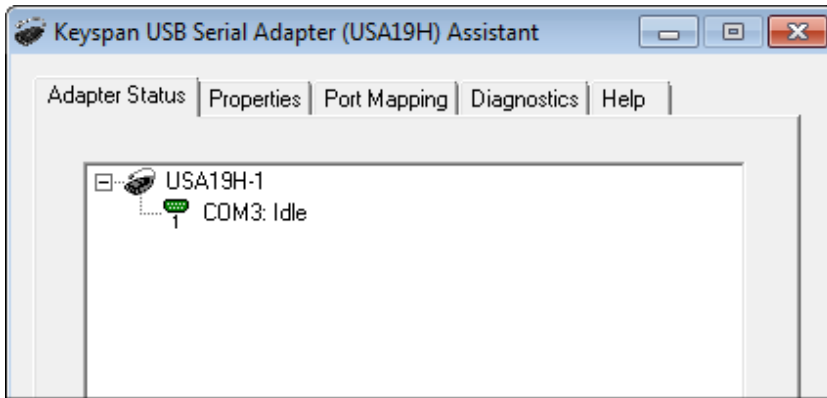 Keyspan USB Serial Adapter (USA19H) Assistant
Adapter Status Properties Port Mapping Diagnostics Help
USA19H-1
1 COM3: Idle